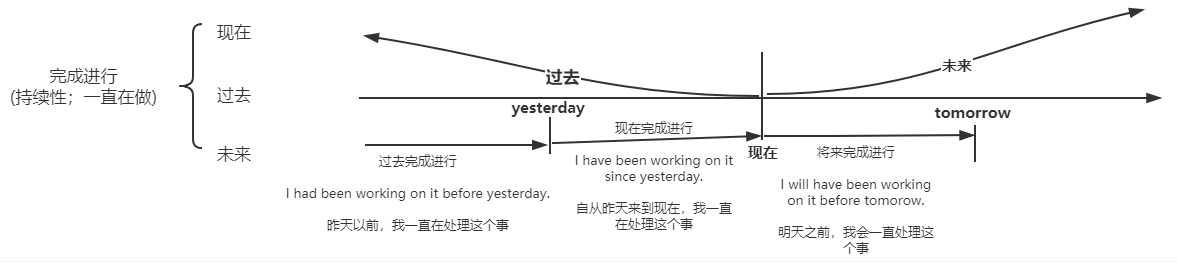 完成进行
(持续性；一直在做)
现在
过去
未来
过去
未来
yesterday
tomorrow
现在
过去完成进行
I had been working on it before yesterday.
昨天以前，我一直在处理这个事
现在完成进行
I have been working on it
since yesterday.
自从昨天来到现在，我一直
在处理这个事
将来完成进行
I will have been working
on it before tomorow.
明天之前，我会一直处理这
个事